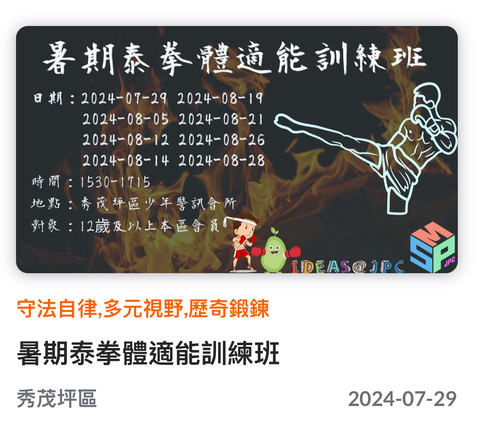 暑期泰拳體適能訓練班
日期：2024-07-29 2024-08-19
2024-08-05 2024-08-21
2024-08-12 2024-08-26
2024-08-14 2024-08-28
時間：1530-1715
地點：秀茂坪區少年警訊會所
對象：12歲及以上本區會員
IDEAS@JPC
SMP
JPC
守法自律,多元視野,歷奇鍛鍊
暑期泰拳體適能訓練班
秀茂坪區
2024-07-29